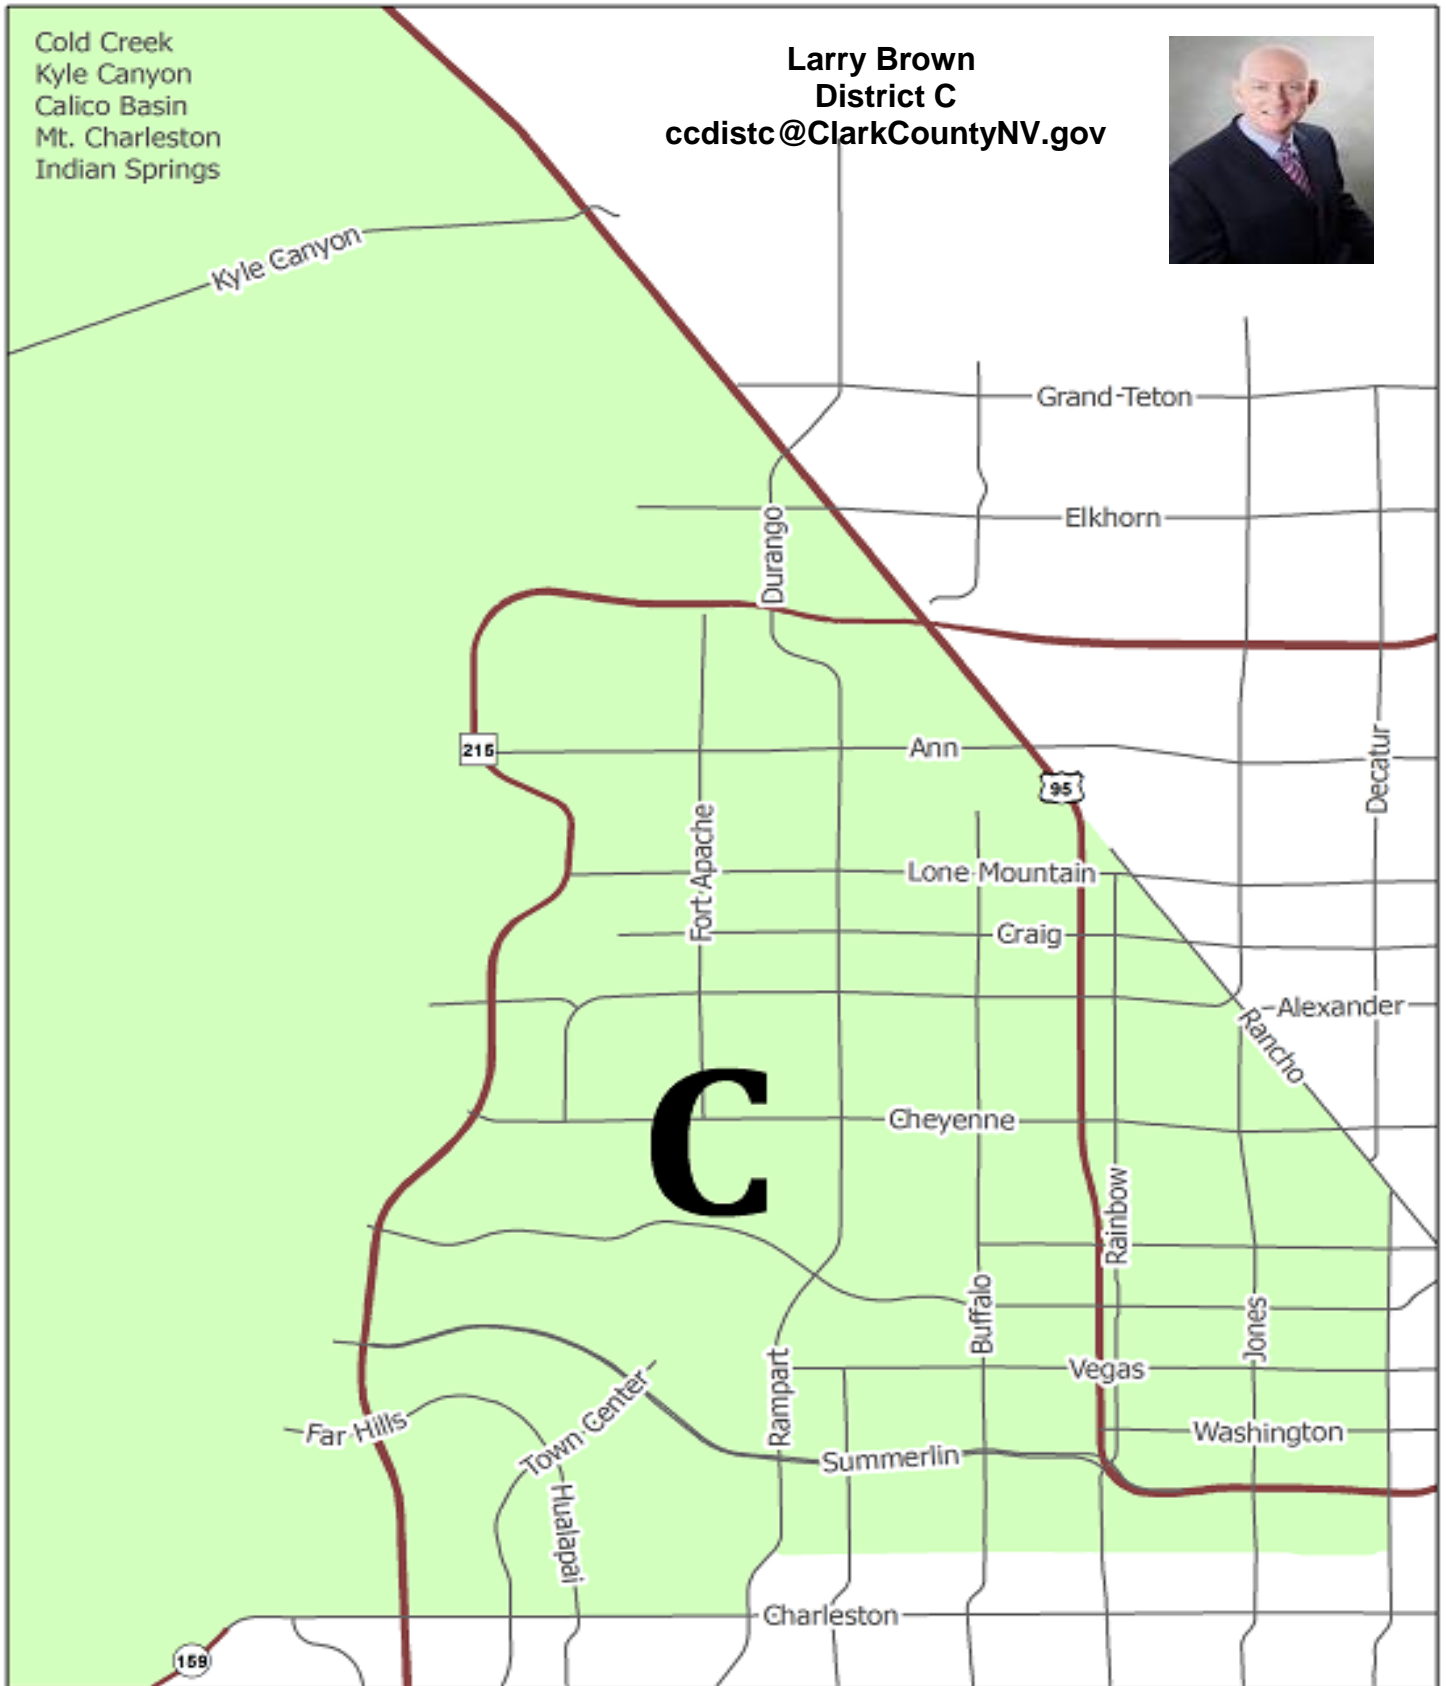 Cold Creek
Kyle Canyon
Calico Basin
Mt. Charleston
Indian Springs
Larry Brown
District C
ccdistc@ClarkCountyNV.gov
Kyle Canyon
Grand Teton
Elkhorn
Durango
215
Ann
95
Decatur
Fort Apache
Lone Mountain
Craig
Alexander
Rancho
C
Cheyenne
Rainbow
Buffalo
Jones
Rampart
Vegas
Far Hills
Town Center
Washington
Summerlin
Hualapai
Charleston
159